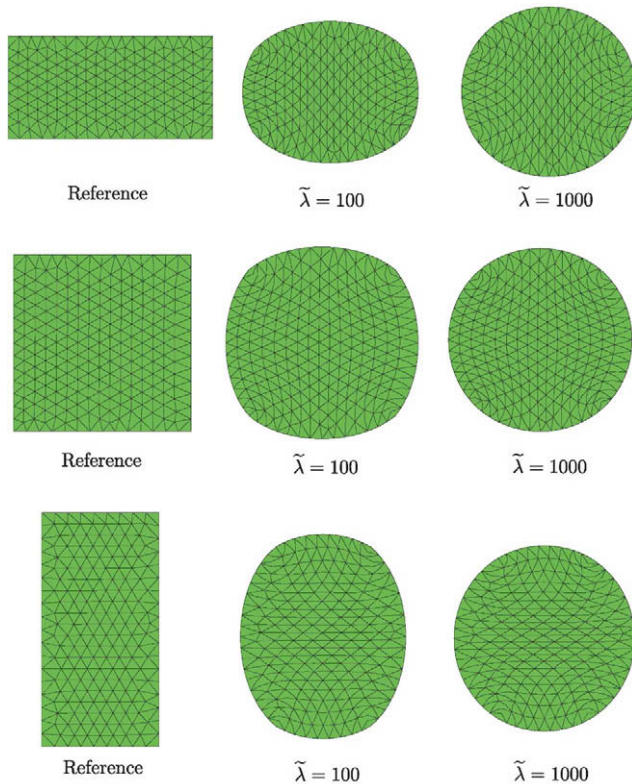 Reference
λ̃ = 100
λ̃ = 1000
Reference
λ̃ = 100
λ̃ = 1000
Reference
λ̃ = 100
λ̃ = 1000